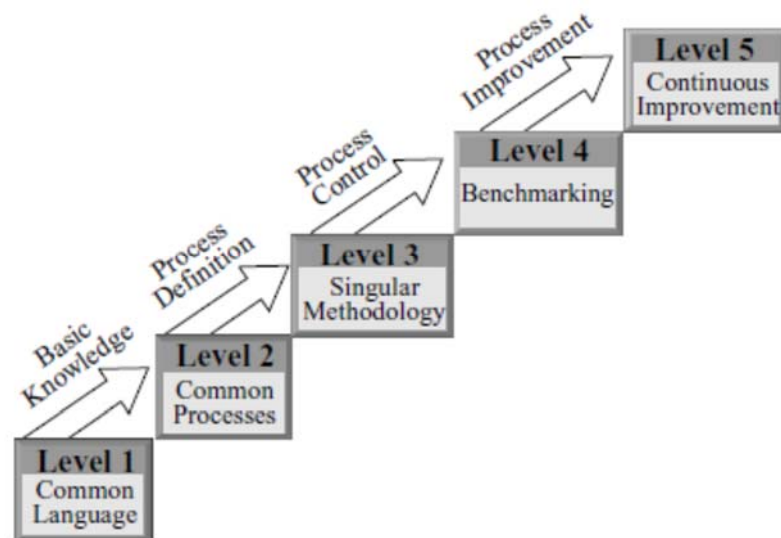 Process
Improvement
Level 5
Continuous
Improvement
Process
Control
Level 4
Benchmarking
Process
Definition
Level 3
Singular
Methodology
Basic
Knowledge
Level 2
Common
Processes
Level 1
Common
Language